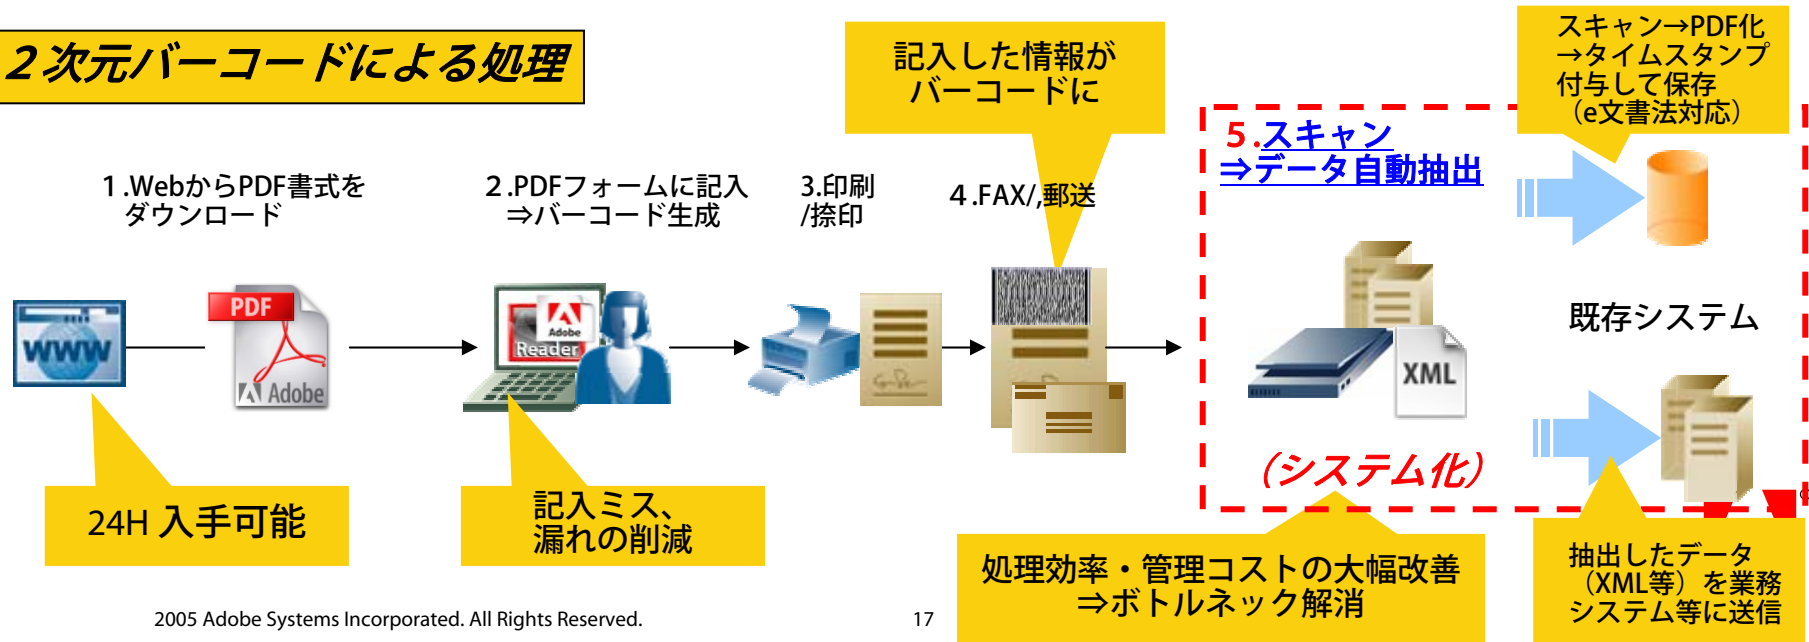 ２次元バーコードによる処理
記入した情報が
バーコードに
スキャン→PDF化
→タイムスタンプ
付与して保存
（e文書法対応）
１.WebからPDF書式を
ダウンロード
２.PDFフォームに記入
⇒バーコード生成
3.印刷
/捺印
４.FAX/,郵送
５.スキャン
⇒データ自動抽出
WWW
PDF
Adobe
Adobe
Reader
XML
既存システム
（システム化）
24H 入手可能
記入ミス、
漏れの削減
処理効率・管理コストの大幅改善
⇒ボトルネック解消
抽出したデータ
（XML等）を業務
システム等に送信
2005 Adobe Systems Incorporated. All Rights Reserved.
17